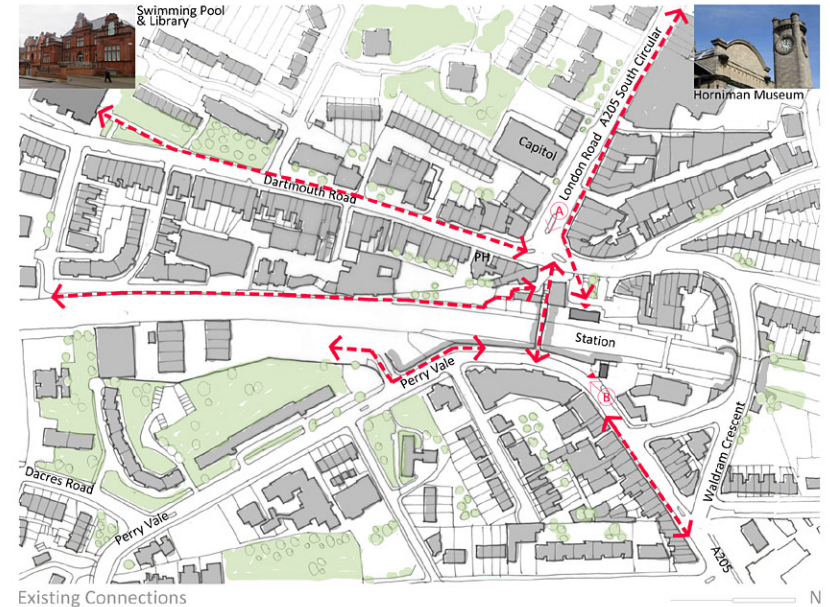 Swimming Pool
& Library
Horniman Museum
London Road A205 South Circular
Capitol
Dartmouth Road
A
PH
Station
Perry Vale
B
Waldram Crescent
Dacres Road
Perry Vale
A205
Existing Connections
N